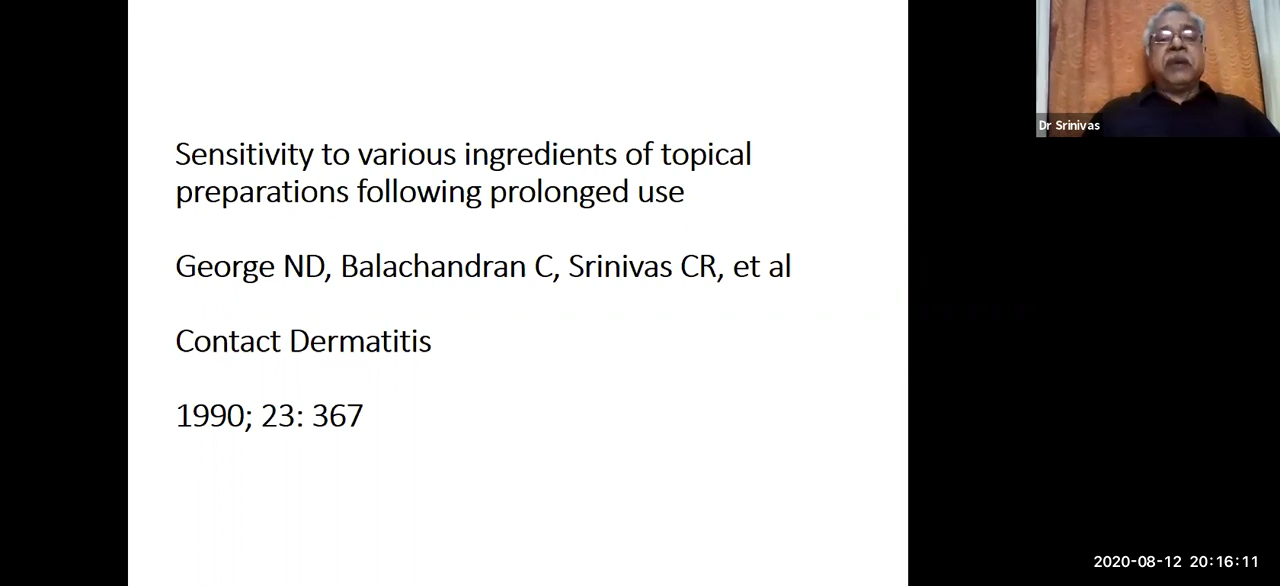 Sensitivity to various ingredients of topical
preparations following prolonged use
George ND, Balachandran C, Srinivas CR, et al
Contact Dermatitis
1990; 23: 367
Dr Srinivas
2020-08-12 20:16:11